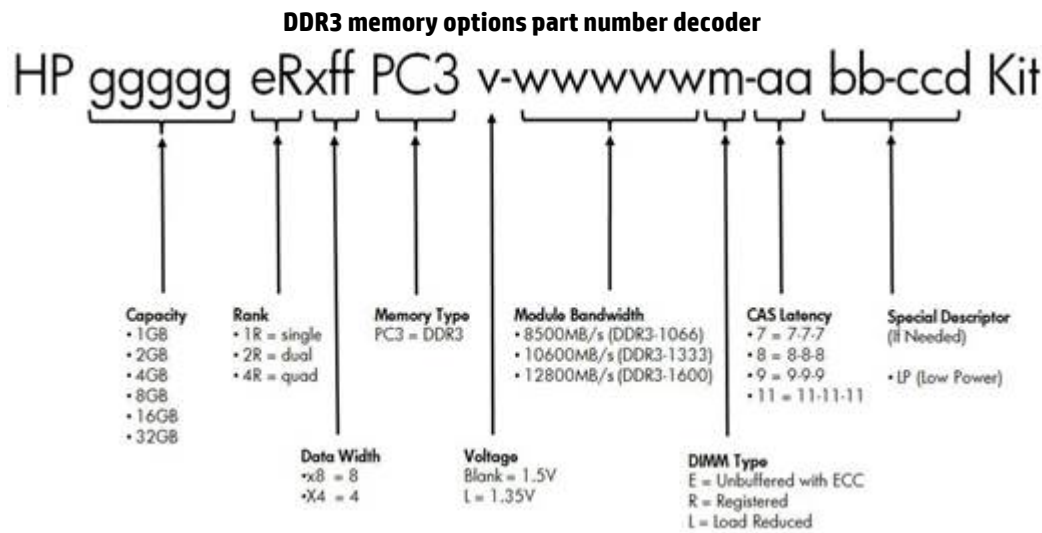 DDR3 memory options part number decoder
HP ggggg eRxff PC3 v-wwwwwm-aa bb-ccd Kit
Capacity
• 1GB
• 2GB
• 4GB
• 8GB
• 16GB
• 32GB
Rank
• 1R = single
• 2R = dual
• 4R = quad
Memory Type
PC3 = DDR3
Module Bandwidth
• 8500MB/s (DDR3-1066)
• 10600MB/s (DDR3-1333)
• 12800MB/s (DDR3-1600)
CAS Latency
• 7 = 7-7-7
• 8 = 8-8-8
• 9 = 9-9-9
• 11 = 11-11-11
Special Descriptor
(If Needed)
• LP (Low Power)
Data Width
•x8 = 8
•X4 = 4
Voltage
Blank = 1.5V
L = 1.35V
DIMM Type
E = Unbuffered with ECC
R = Registered
L = Load Reduced